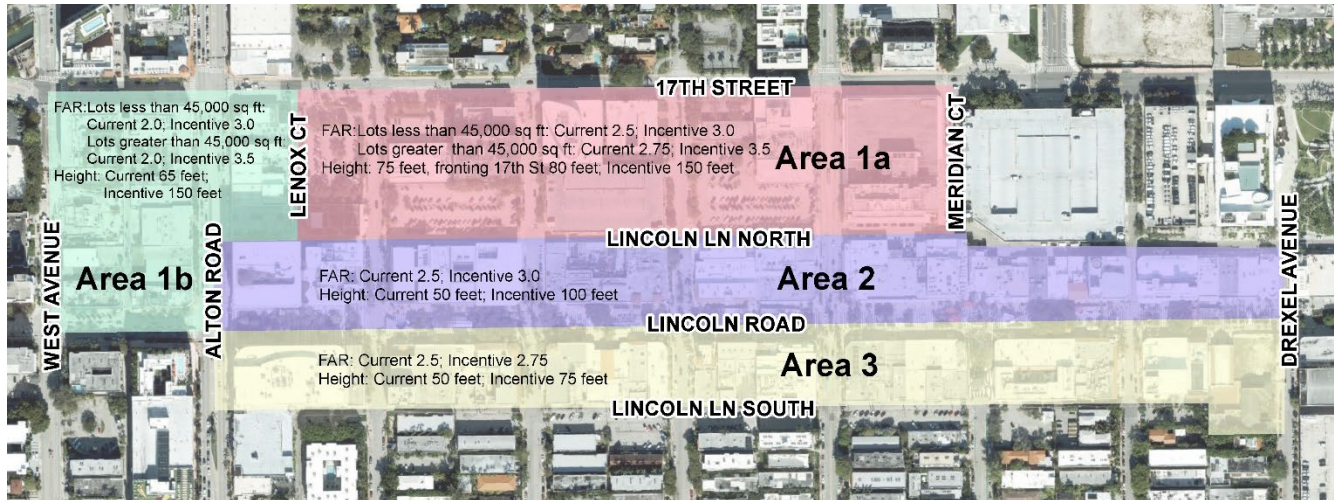 17TH STREET
FAR:Lots less than 45,000 sq ft:
Current 2.0; Incentive 3.0
Lots greater than 45,000 sq ft:
Current 2.0; Incentive 3.5
Height: Current 65 feet;
Incentive 150 feet
LENOX CT
FAR:Lots less than 45,000 sq ft: Current 2.5; Incentive 3.0
Lots greater than 45,000 sq ft: Current 2.75; Incentive 3.5
Height: 75 feet, fronting 17th St 80 feet; Incentive 150 feet
Area 1a
MERIDIAN CT
LINCOLN LN NORTH
WEST AVENUE
Area 1b
ALTON ROAD
FAR: Current 2.5; Incentive 3.0
Height: Current 50 feet; Incentive 100 feet
Area 2
DREXEL AVENUE
LINCOLN ROAD
FAR: Current 2.5; Incentive 2.75
Height: Current 50 feet; Incentive 75 feet
Area 3
LINCOLN LN SOUTH